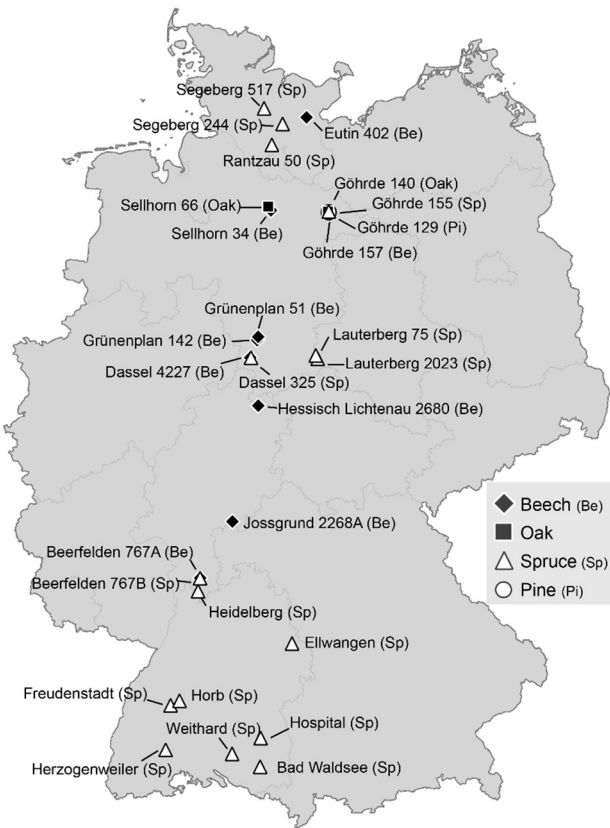 Segeberg 517 (Sp)
Segeberg 244 (Sp)
Eutin 402 (Be)
Rantzau 50 (Sp)
Göhrde 140 (Oak)
Sellhorn 66 (Oak)
Göhrde 155 (Sp)
Göhrde 129 (Pi)
Sellhorn 34 (Be)
Göhrde 157 (Be)
Grünenplan 51 (Be)
Grünenplan 142 (Be)
Lauterberg 75 (Sp)
Dassel 4227 (Be)
Lauterberg 2023 (Sp)
Dassel 325 (Sp)
Hessisch Lichtenau 2680 (Be)
Jossgrund 2268A (Be)
Beech (Be)
Oak
Spruce (Sp)
Pine (Pi)
Beerfelden 767A (Be)
Beerfelden 767B (Sp)
Heidelberg (Sp)
Ellwangen (Sp)
Freudenstadt (Sp)
Horb (Sp)
Weithard (Sp)
Hospital (Sp)
Herzogenweiler (Sp)
Bad Waldsee (Sp)